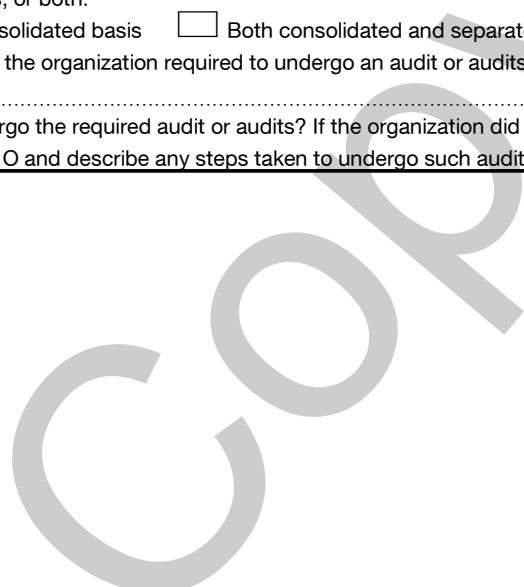 s, or both:
solidated basis Both consolidated and separate
the organization required to undergo an audit or audits
rgo the required audit or audits? If the organization did
O and describe any steps taken to undergo such audit
Cop